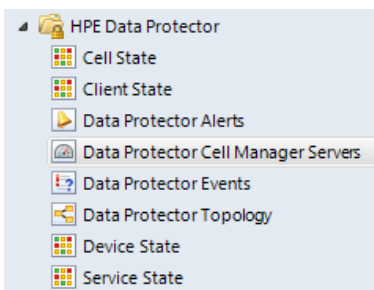 HPE Data Protector
Cell State
Client State
Data Protector Alerts
Data Protector Cell Manager Servers
Data Protector Events
Data Protector Topology
Device State
Service State